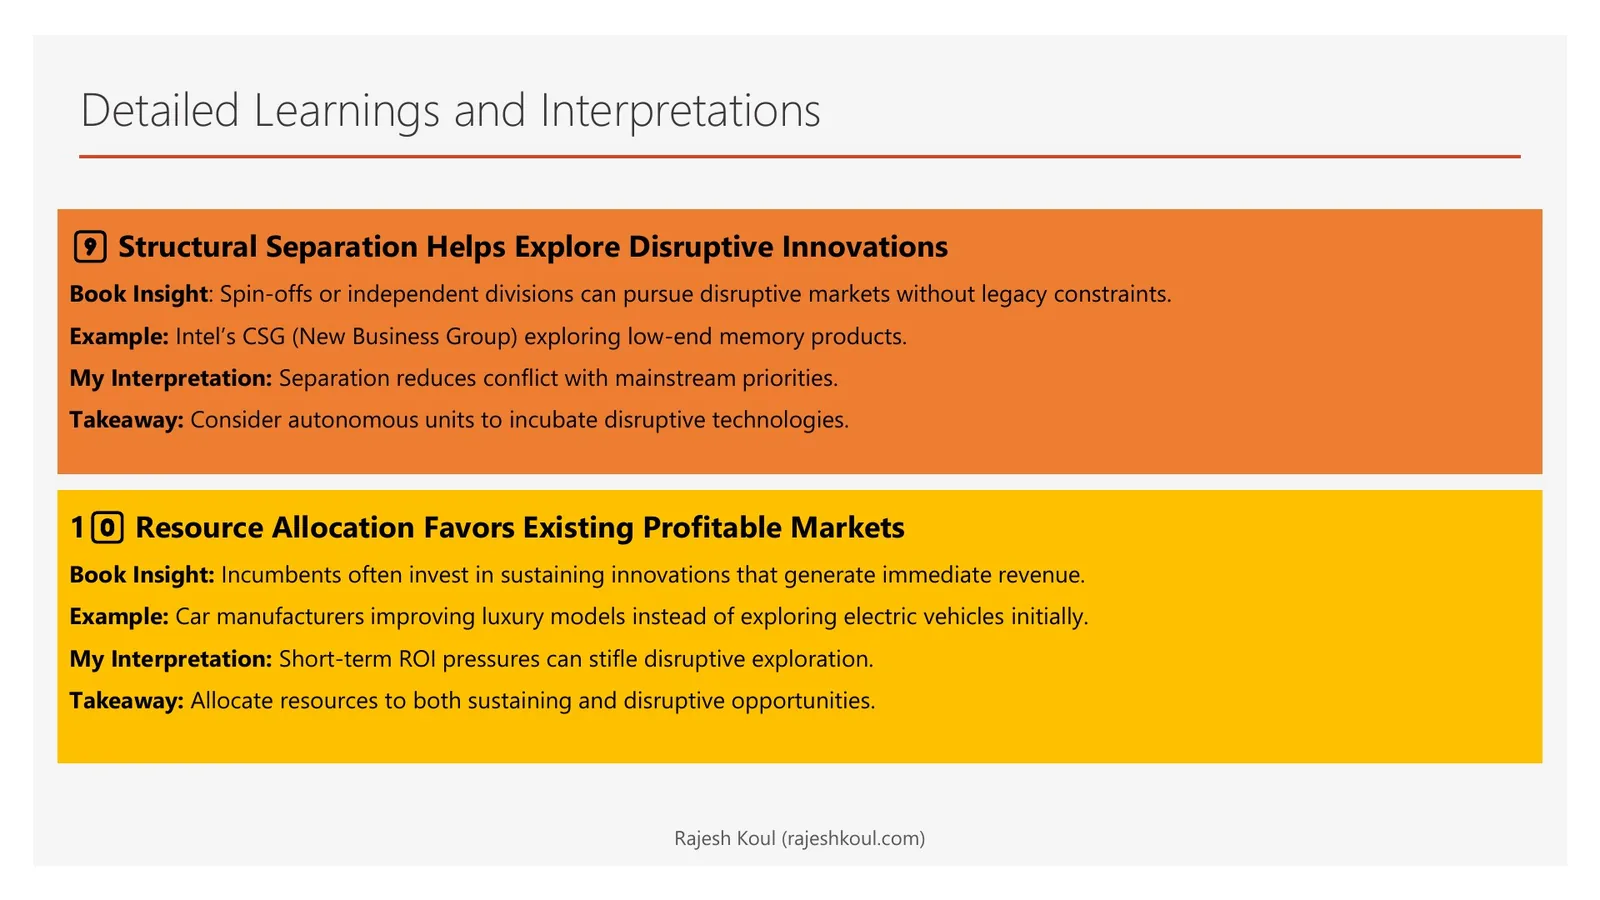 Detailed Learnings and Interpretations
9 Structural Separation Helps Explore Disruptive Innovations
Book Insight: Spin-offs or independent divisions can pursue disruptive markets without legacy constraints.
Example: Intel’s CSG (New Business Group) exploring low-end memory products.
My Interpretation: Separation reduces conflict with mainstream priorities.
Takeaway: Consider autonomous units to incubate disruptive technologies.
10 Resource Allocation Favors Existing Profitable Markets
Book Insight: Incumbents often invest in sustaining innovations that generate immediate revenue.
Example: Car manufacturers improving luxury models instead of exploring electric vehicles initially.
My Interpretation: Short-term ROI pressures can stifle disruptive exploration.
Takeaway: Allocate resources to both sustaining and disruptive opportunities.
Rajesh Koul (rajeshkoul.com)